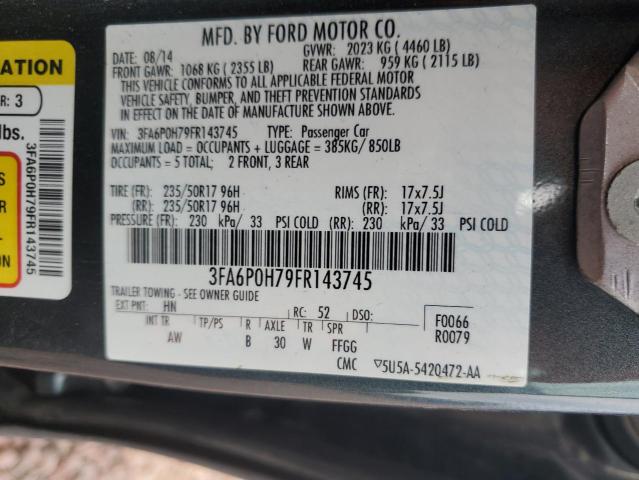 MFD. BY FORD MOTOR CO.
DATE: 08/14 GVWR: 2023 KG ( 4460 LB)
FRONT GAWR: 1068 KG ( 2355 LB) REAR GAWR: 959 KG ( 2115 LB)
THIS VEHICLE CONFORMS TO ALL APPLICABLE FEDERAL MOTOR
VEHICLE SAFETY, BUMPER, AND THEFT PREVENTION STANDARDS
IN EFFECT ON THE DATE OF MANUFACTURE SHOWN ABOVE.
VIN: 3FA6P0H79FR143745 TYPE: Passenger Car
MAXIMUM LOAD = OCCUPANTS + LUGGAGE = 385KG/ 850LB
OCCUPANTS = 5 TOTAL; 2 FRONT, 3 REAR
TIRE (FR): 235/50R17 96H RIMS (FR): 17x7.5J
(RR): 235/50R17 96H (RR): 17x7.5J
PRESSURE (FR): 230 kPa/ 33 PSI COLD (RR): 230 kPa/ 33 PSI COLD
3FA6P0H79FR143745
TRAILER TOWING - SEE OWNER GUIDE
EXT PNT: HN RC: 52 DSO: F0066
INT TR TP/PS R AXLE TR SPR R0079
AW B 30 W FFGG
CMC ▽5U5A-5420472-AA
ATION
R: 3
lbs.
3FA6P0H79FR143745